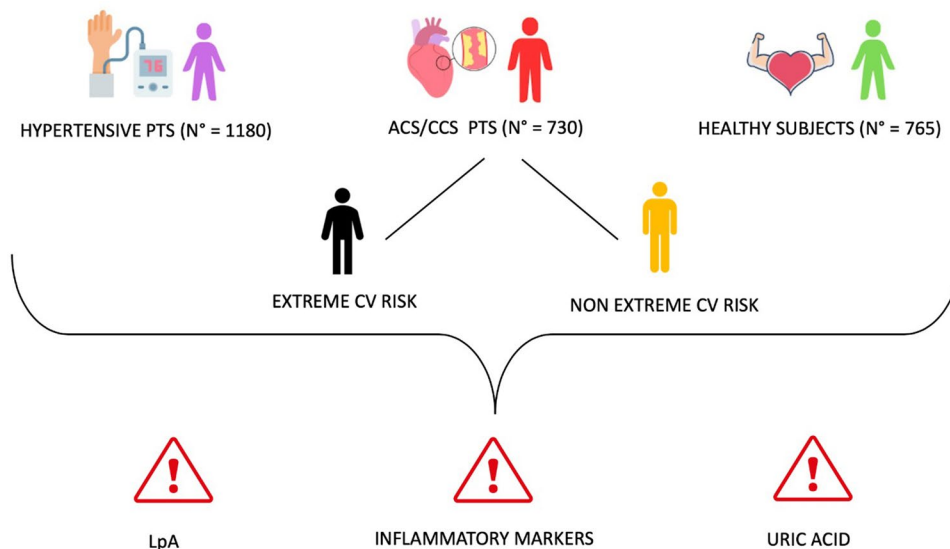 76
HYPERTENSIVE PTS (N° = 1180)
ACS/CCS PTS (N° = 730)
HEALTHY SUBJECTS (N° = 765)
EXTREME CV RISK
NON EXTREME CV RISK
!
!
!
LpA
INFLAMMATORY MARKERS
URIC ACID